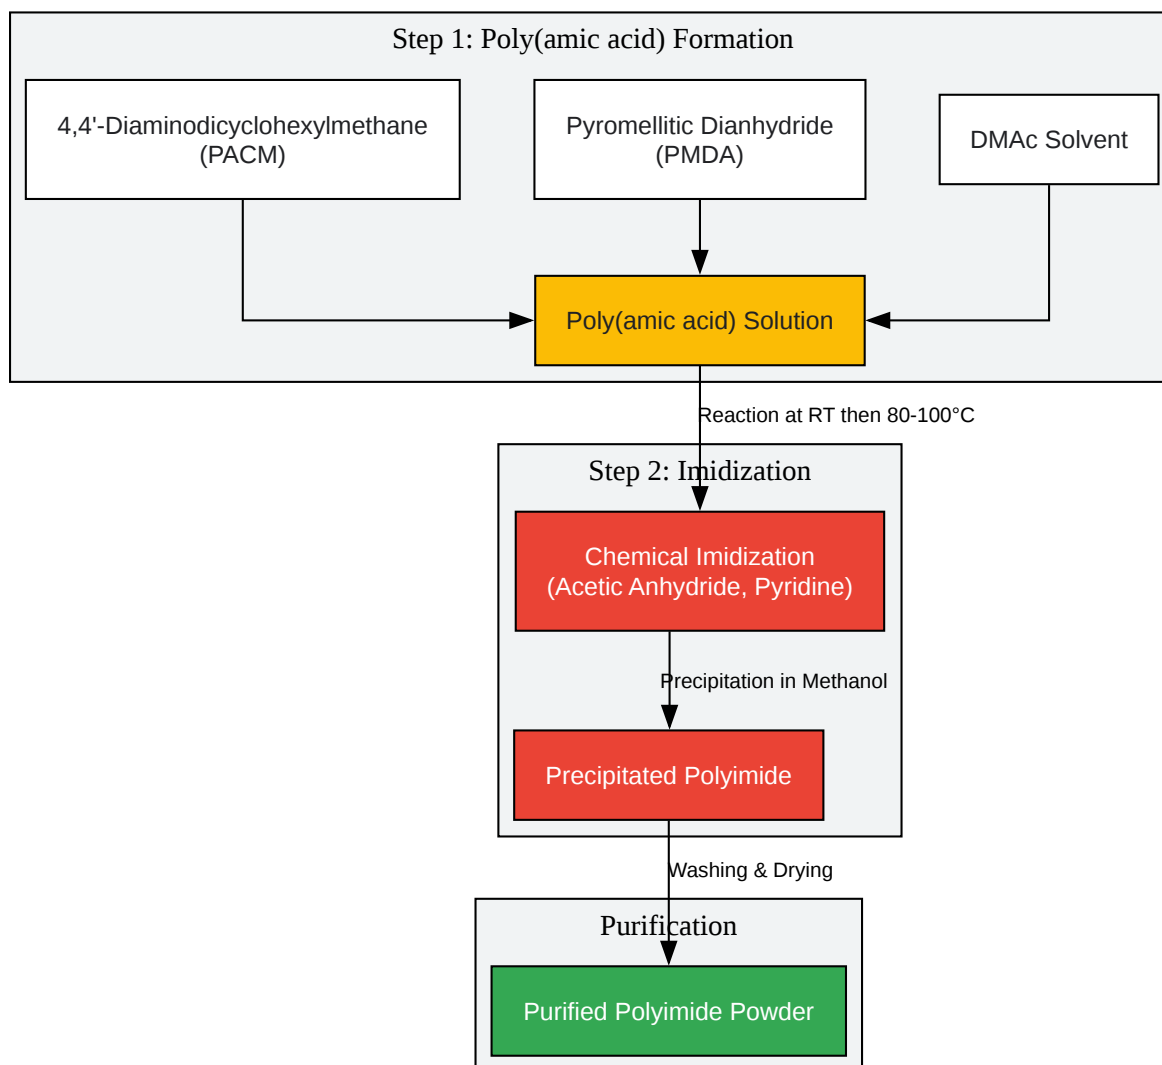 Step 1: Poly(amic acid) Formation
4,4'-Diaminodicyclohexylmethane
(PACM)
Pyromellitic Dianhydride
(PMDA)
DMAc Solvent
Poly(amic acid) Solution
Reaction at RT then 80-100°C
Step 2: Imidization
Chemical Imidization
(Acetic Anhydride, Pyridine)
Precipitation in Methanol
Precipitated Polyimide
Washing & Drying
Purification
Purified Polyimide Powder